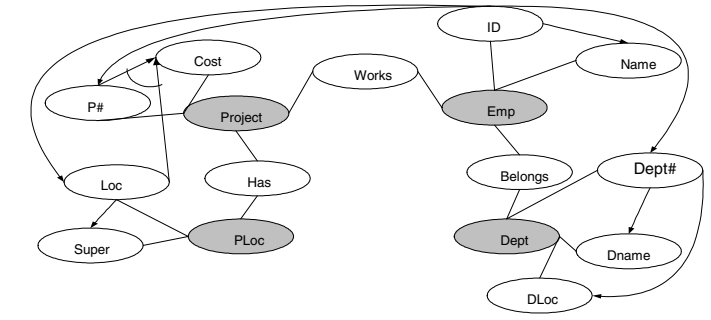 ID
Cost
Name
Works
P#
Project
Emp
Dept#
Belongs
Loc
Has
Super
PLoc
Dept
Dname
DLoc